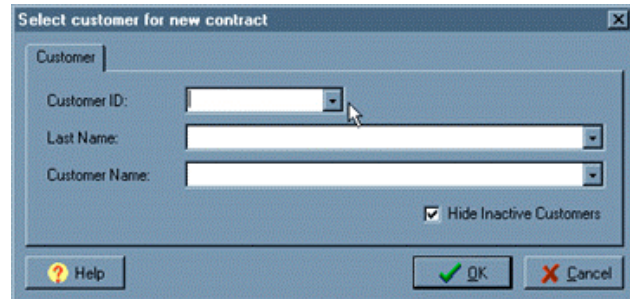 Select customer for new contract
Customer
Customer ID:
Last Name:
Customer Name:
Hide Inactive Customers
Help OK Cancel